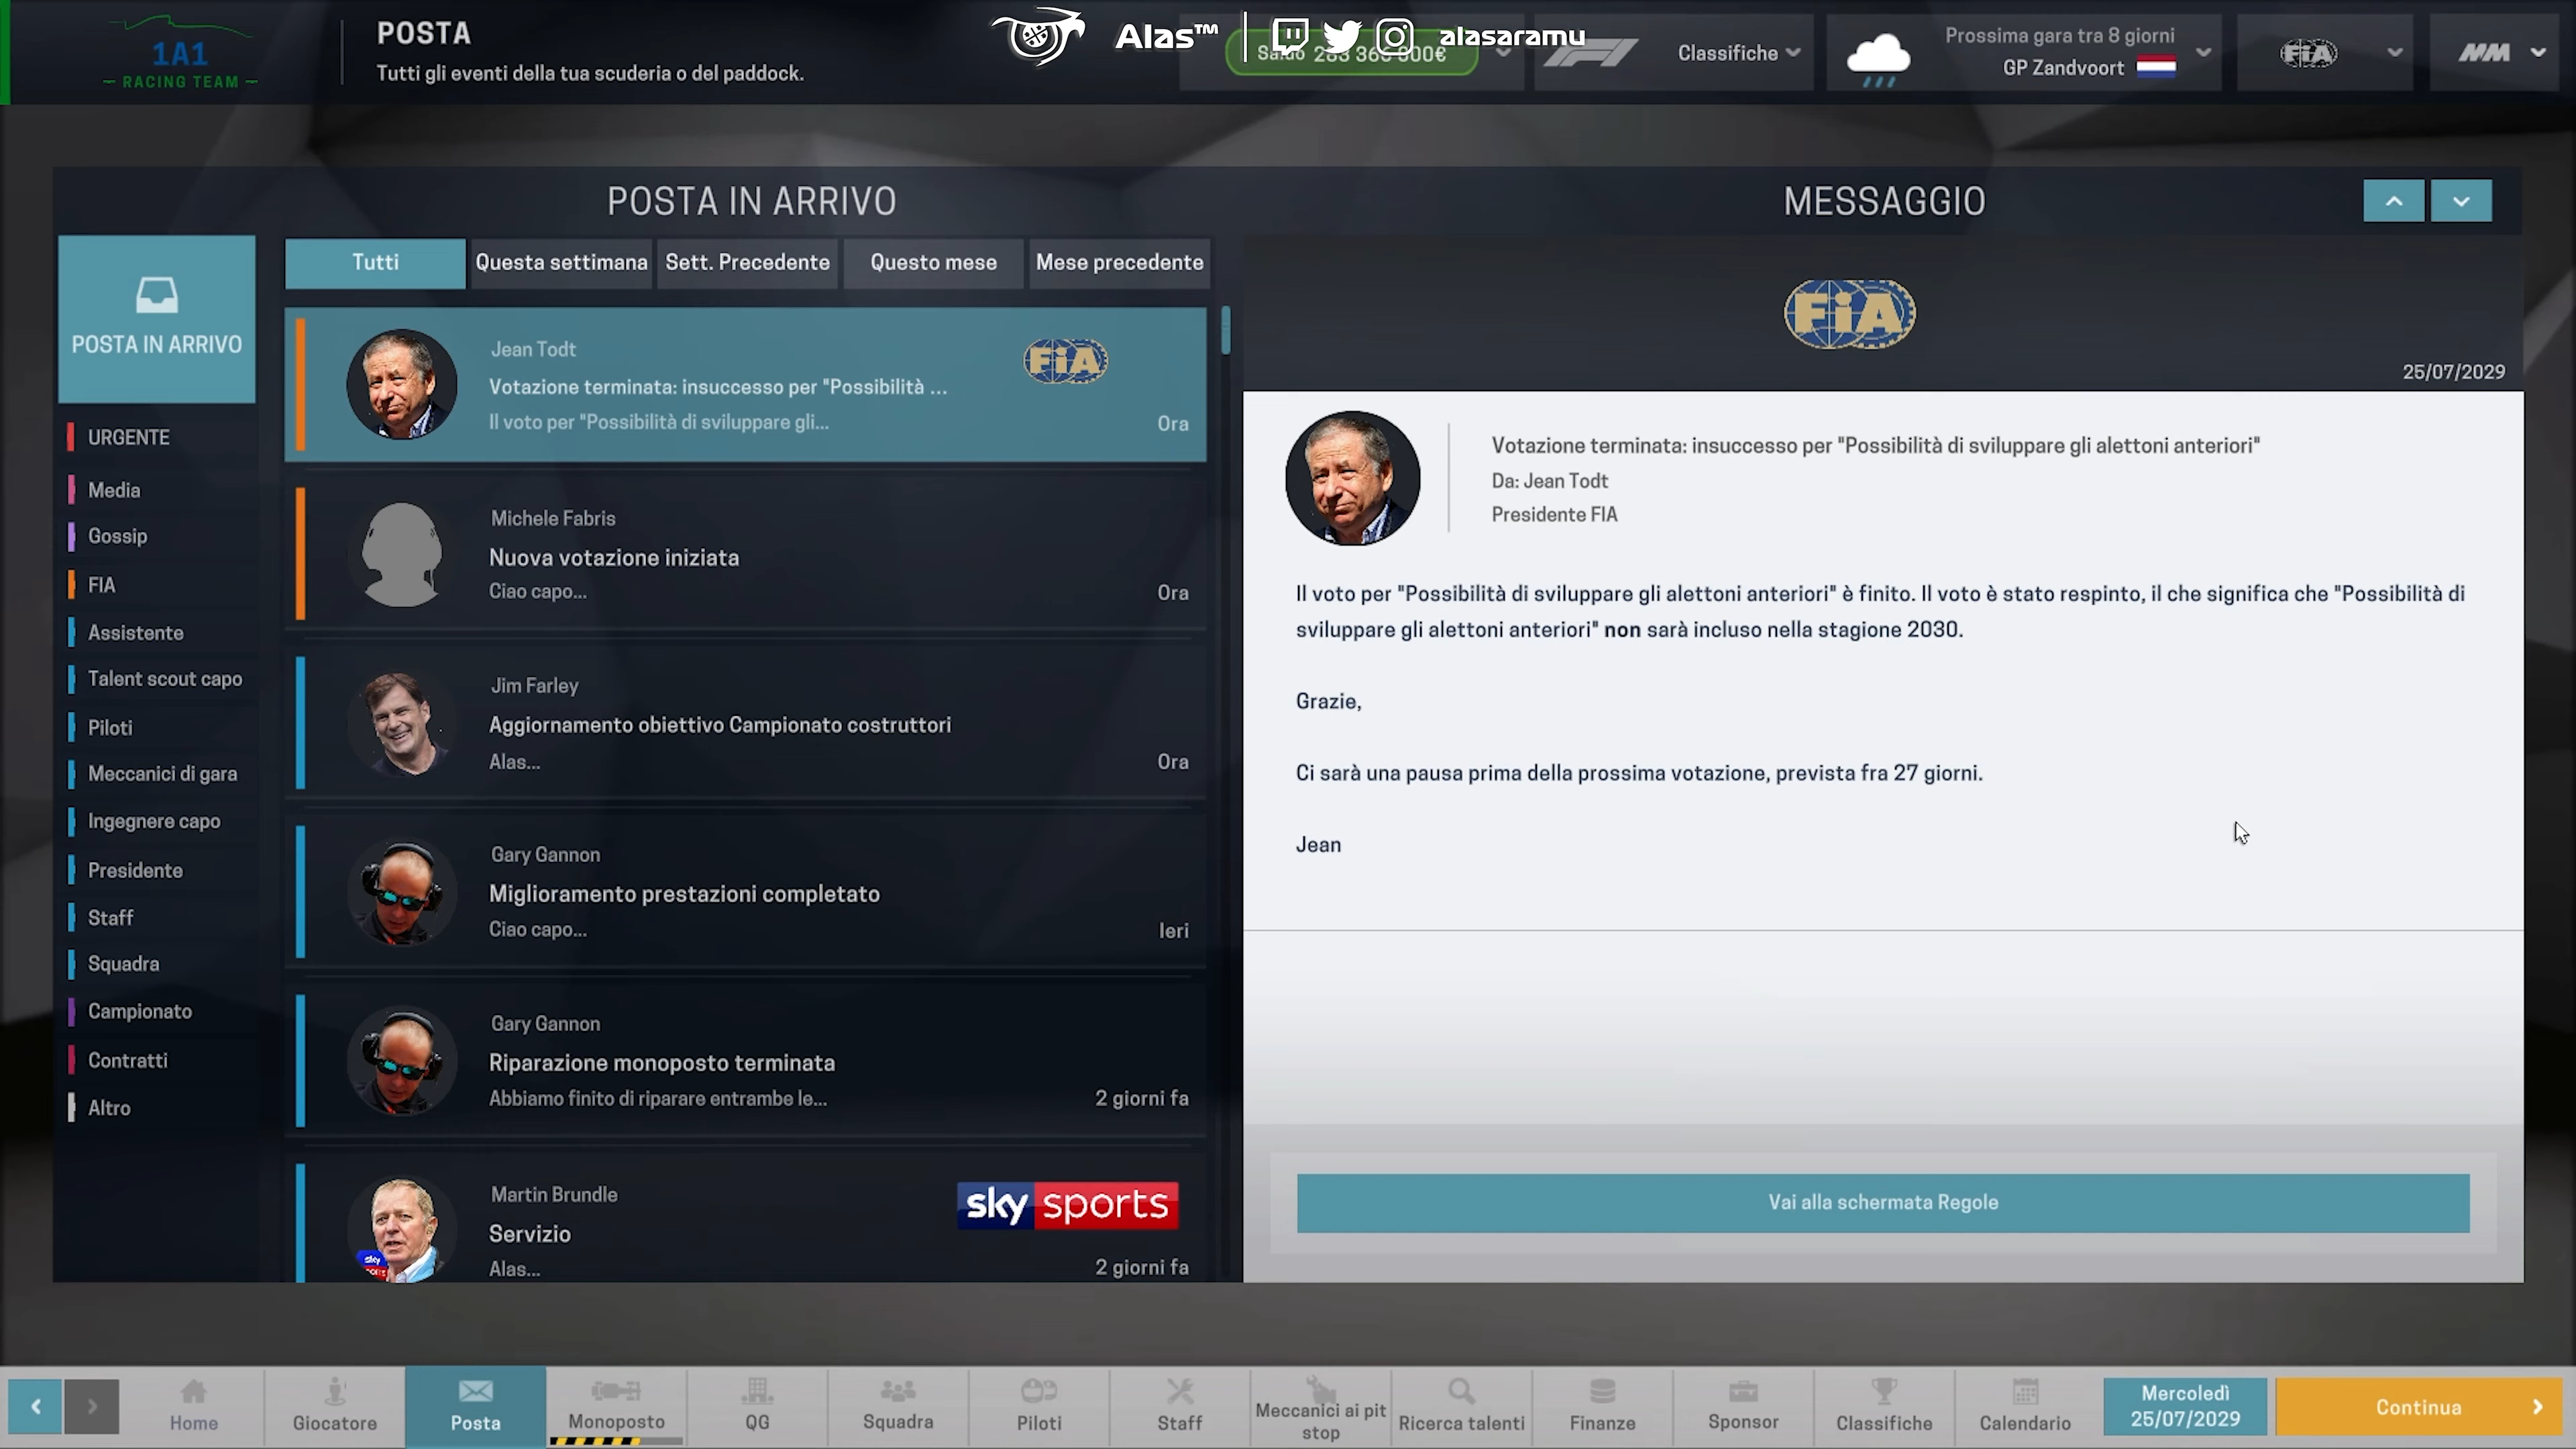 1A1
RACING TEAM
POSTA
Tutti gli eventi della tua scuderia o del paddock.
Alas™
alasaramu
Classifiche
Prossima gara tra 8 giorni
GP Zandvoort
FIA
MM
POSTA IN ARRIVO
MESSAGGIO
POSTA IN ARRIVO
URGENTE
Media
Gossip
FIA
Assistente
Talent scout capo
Piloti
Meccanici di gara
Ingegnere capo
Presidente
Staff
Squadra
Campionato
Contratti
Altro
Tutti
Questa settimana
Sett. Precedente
Questo mese
Mese precedente
Jean Todt
Votazione terminata: insuccesso per "Possibilità ...
Il voto per "Possibilità di sviluppare gli...
FiA
Ora
Michele Fabris
Nuova votazione iniziata
Ciao capo...
Ora
Jim Farley
Aggiornamento obiettivo Campionato costruttori
Alas...
Ora
Gary Gannon
Miglioramento prestazioni completato
Ciao capo...
Ieri
Gary Gannon
Riparazione monoposto terminata
Abbiamo finito di riparare entrambe le...
2 giorni fa
Martin Brundle
Servizio
Alas...
sky sports
2 giorni fa
FiA
25/07/2029
Votazione terminata: insuccesso per "Possibilità di sviluppare gli alettoni anteriori"
Da: Jean Todt
Presidente FIA
Il voto per "Possibilità di sviluppare gli alettoni anteriori" è finito. Il voto è stato respinto, il che significa che "Possibilità di
sviluppare gli alettoni anteriori" non sarà incluso nella stagione 2030.
Grazie,
Ci sarà una pausa prima della prossima votazione, prevista fra 27 giorni.
Jean
Vai alla schermata Regole
Home
Giocatore
Posta
Monoposto
QG
Squadra
Piloti
Staff
Meccanici ai pit
stop
Ricerca talenti
Finanze
Sponsor
Classifiche
Calendario
Mercoledì
25/07/2029
Continua